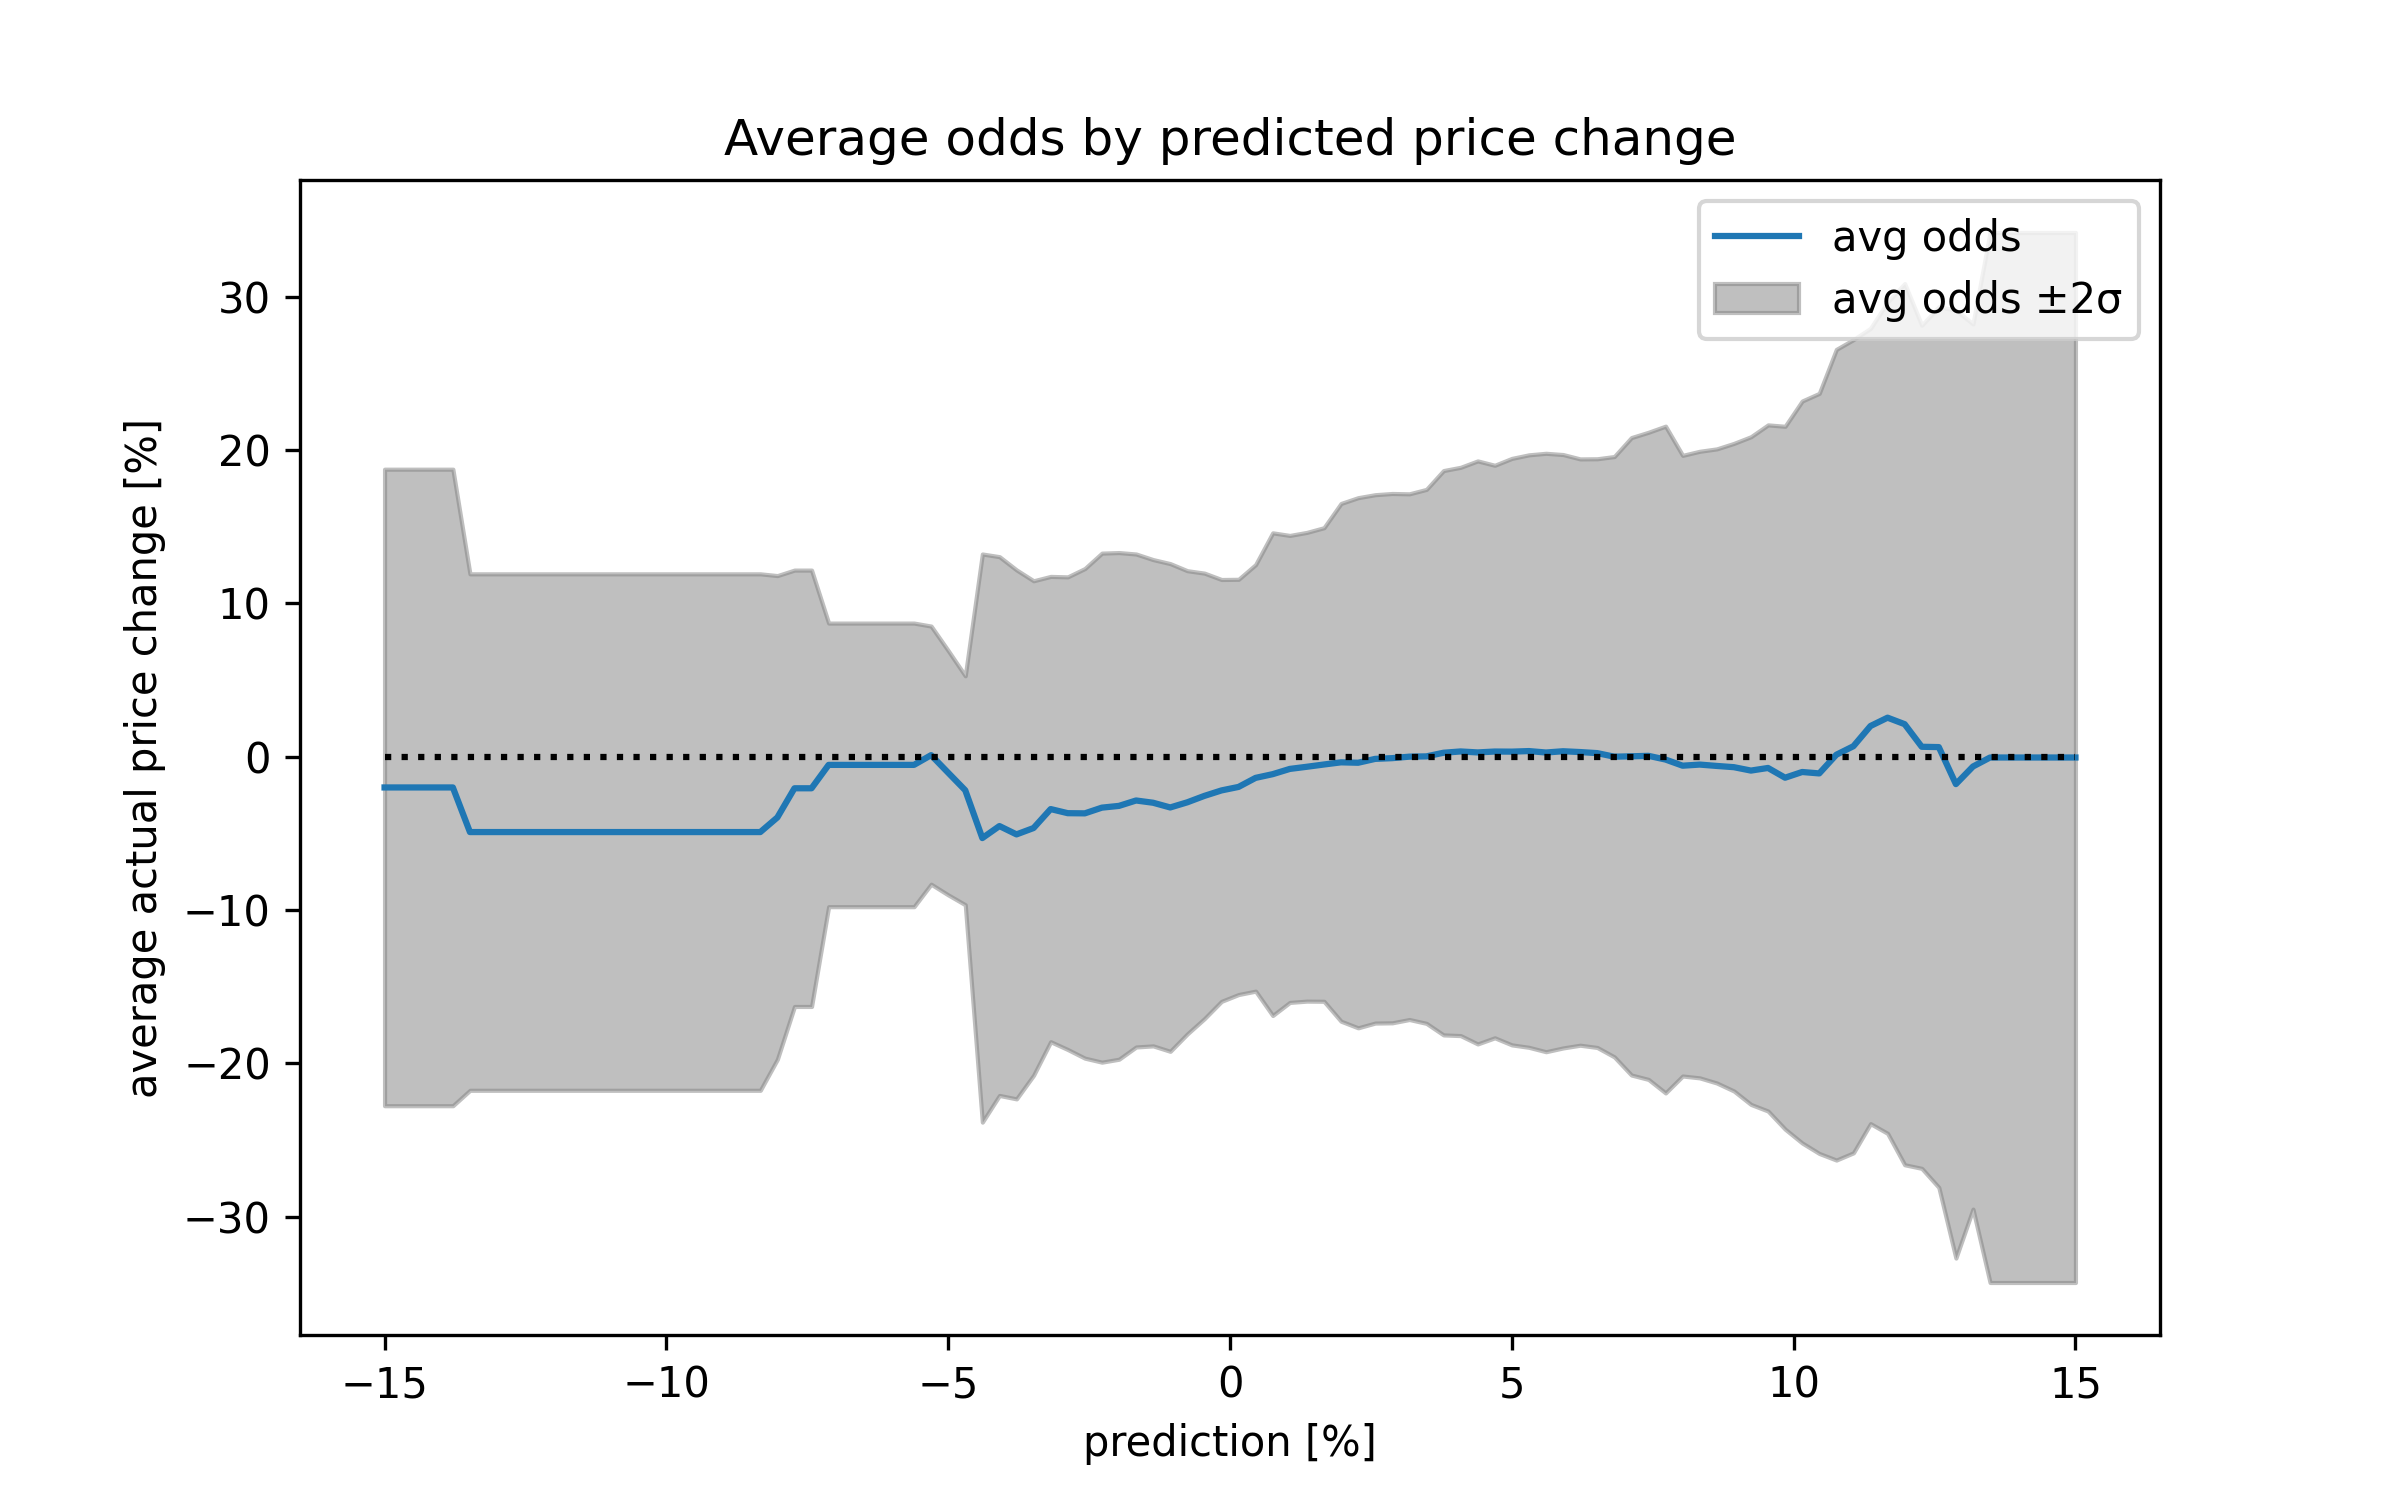 Average odds by predicted price change
avg odds
avg odds ±2σ
average actual price change [%]
30
20
10
0
−10
−20
−30
−15
−10
−5
0
5
10
15
prediction [%]